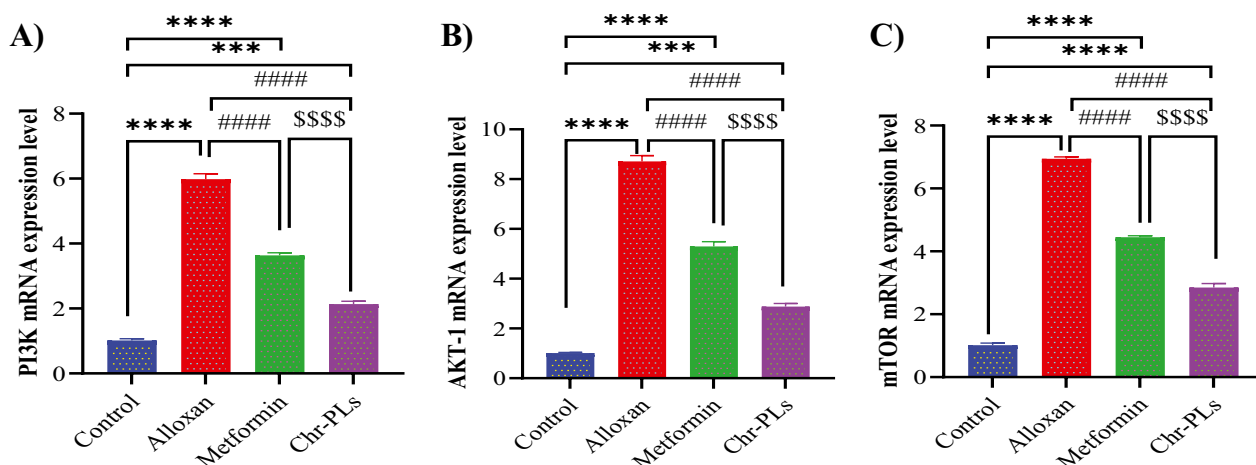 A)
****
***
####
**** #### $$$$
PI3K mRNA expression level
8
6
4
2
0
Control
Alloxan
Metformin
Chr-PLs
B)
****
***
####
**** #### $$$$
AKT-1 mRNA expression level
10
8
6
4
2
0
Control
Alloxan
Metformin
Chr-PLs
C)
****
****
####
**** #### $$$$
mTOR mRNA expression level
8
6
4
2
0
Control
Alloxan
Metformin
Chr-PLs